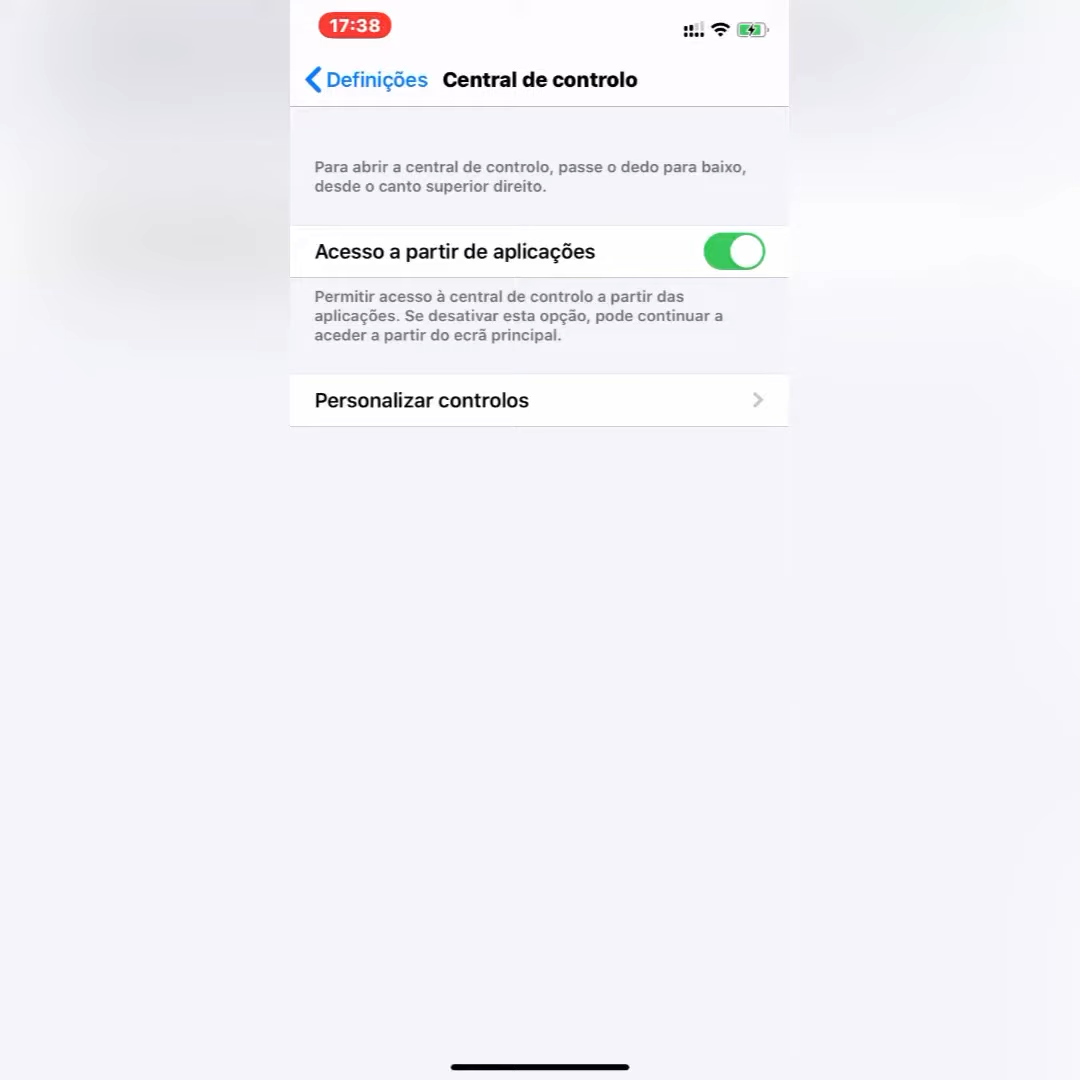 17:38
Definições Central de controlo
Para abrir a central de controlo, passe o dedo para baixo,
desde o canto superior direito.
Acesso a partir de aplicações
Permitir acesso à central de controlo a partir das
aplicações. Se desativar esta opção, pode continuar a
aceder a partir do ecrã principal.
Personalizar controlos